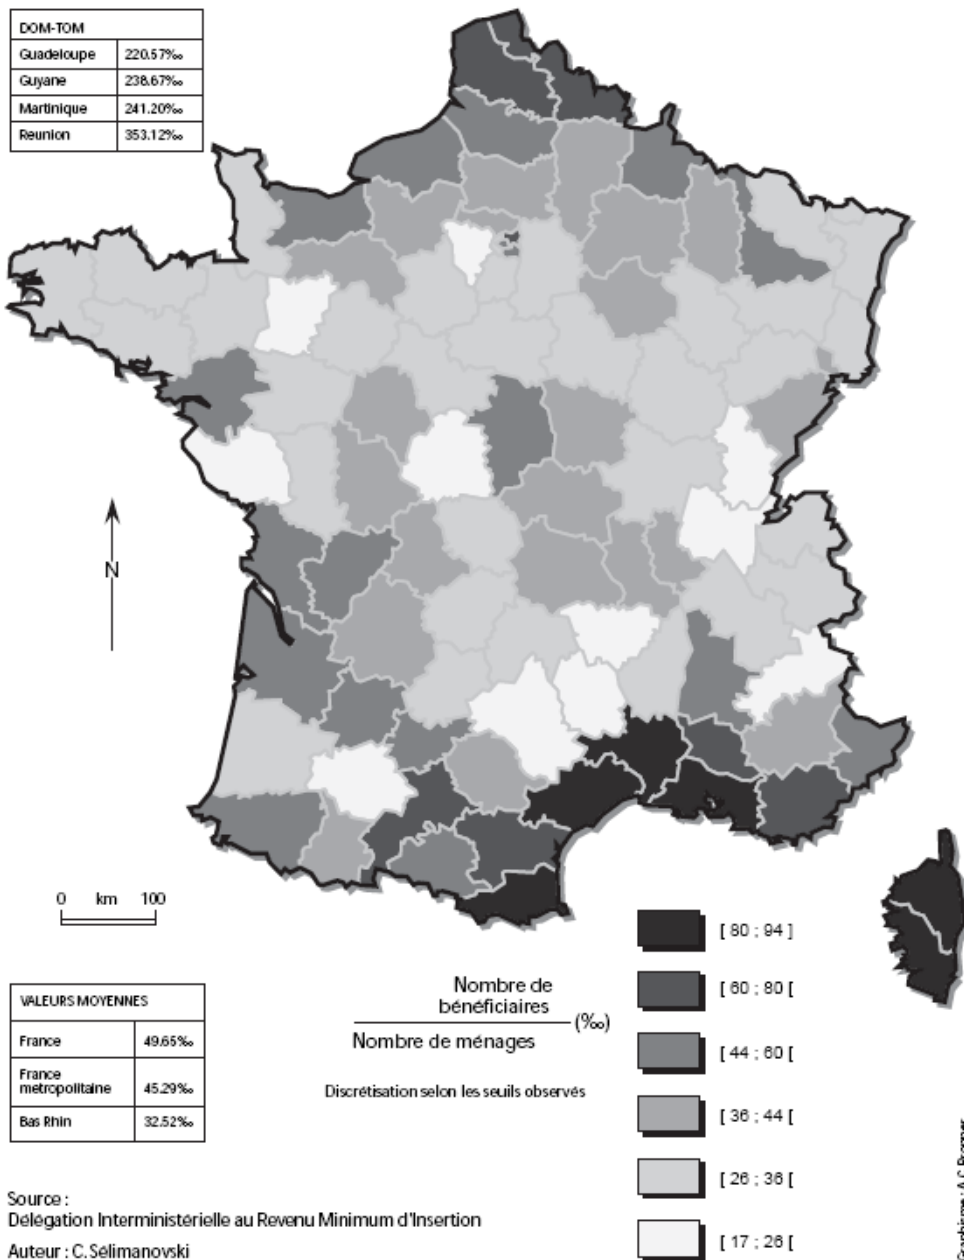 DOM-TOM
Guadeloupe 220.57‰
Guyane 238.67‰
Martinique 241.20‰
Reunion 353.12‰
N
0 km 100
VALEURS MOYENNES
France 49.65‰
France
metropolitaine 45.29‰
Bas Rhin 32.52‰
Nombre de
bénéficiaires
(‰)
Nombre de ménages
Discrétisation selon les seuils observés
[ 80 ; 94 ]
[ 60 ; 80 [
[ 44 ; 60 [
[ 36 ; 44 [
[ 26 ; 36 [
[ 17 ; 26 [
Source :
Délégation Interministérielle au Revenu Minimum d'Insertion
Auteur : C. Sélimanovski
Graphisme : A.C. Bronner